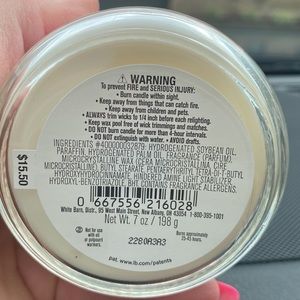 WARNING
To prevent FIRE and SERIOUS INJURY:
• Burn candle within sight.
• Keep away from things that can catch fire.
• Keep away from children and pets.
• ALWAYS trim wicks to 1/4 inch before each relighting.
• Keep wax pool free of wick trimmings and matches.
• DO NOT burn candle for more than 4-hour intervals.
• DO NOT extinguish with water. • AVOID drafts.
INGREDIENTS #400000032879: HYDROGENATED SOYBEAN OIL,
PARAFFIN, HYDROGENATED PALM OIL, FRAGRANCE (PARFUM),
MICROCRYSTALLINE WAX (CERA MICROCRISTALLINA, CIRE
MICROCRISTALLINE), STEARATE, PENTAERYTHRITYL TETRA-DI-T-BUTYL
HYDROXYHYDROCINNAMATE, HINDERED AMINE LIGHT STABILIZER,
HYDROXYL-BENZOTRIAZOLE, BHT. CONTAINS FRAGRANCE ALLERGENS.
$15.50
0 667556 216028
White Barn, Distr., 95 West Main Street, New Albany, OH 43054 1-800-395-1001
Net Wt. 7 oz / 198 g
Not for
use in oil
or potpourri
warmers.
Burns approximately
25-45 hours.
2280A3A3
pat. www.lb.com/patents